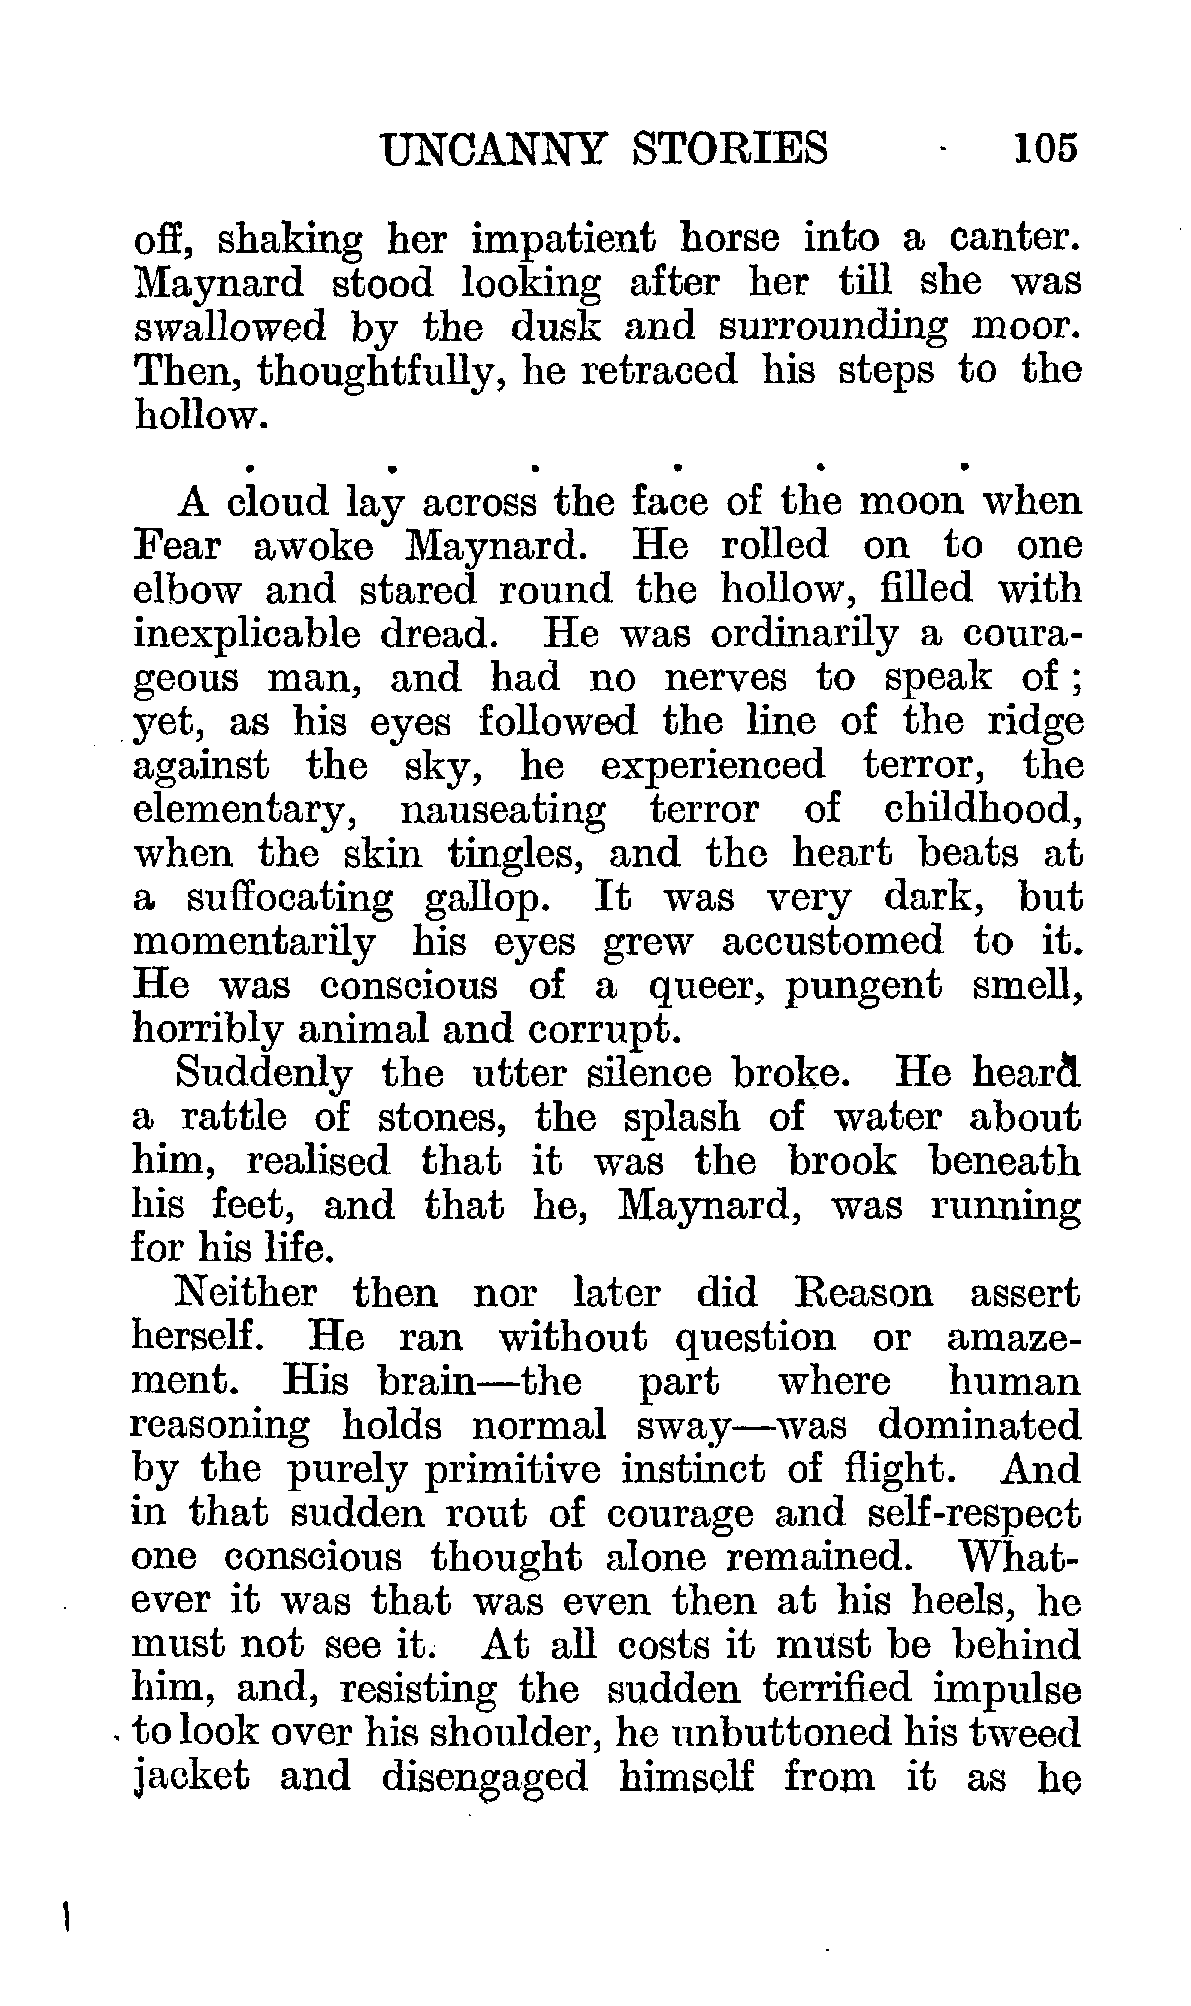 UNCANNY STORIES 105
off, shaking her impatient horse into a canter.
Maynard stood looking after her till she was
swallowed by the dusk and surrounding moor.
Then, thoughtfully, he retraced his steps to the
hollow.
. . . . . .
A cloud lay across the face of the moon when
Fear awoke Maynard. He rolled on to one
elbow and stared round the hollow, filled with
inexplicable dread. He was ordinarily a coura-
geous man, and had no nerves to speak of ;
yet, as his eyes followed the line of the ridge
against the sky, he experienced terror, the
elementary, nauseating terror of childhood,
when the skin tingles, and the heart beats at
a suffocating gallop. It was very dark, but
momentarily his eyes grew accustomed to it.
He was conscious of a queer, pungent smell,
horribly animal and corrupt.
Suddenly the utter silence broke. He heard
a rattle of stones, the splash of water about
him, realised that it was the brook beneath
his feet, and that he, Maynard, was running
for his life.
Neither then nor later did Reason assert
herself. He ran without question or amaze-
ment. His brain—the part where human
reasoning holds normal sway—was dominated
by the purely primitive instinct of flight. And
in that sudden rout of courage and self-respect
one conscious thought alone remained. What-
ever it was that was even then at his heels, he
must not see it. At all costs it must be behind
him, and, resisting the sudden terrified impulse
to look over his shoulder, he unbuttoned his tweed
jacket and disengaged himself from it as he